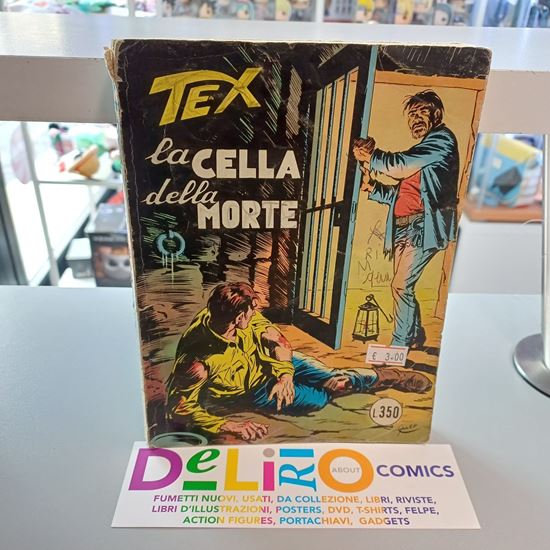 TEX
la CELLA
della
MORTE
€ 3.00
L.350
DeLiRiO
ABOUT
COMICS
FUMETTI NUOVI, USATI, DA COLLEZIONE, LIBRI, RIVISTE,
LIBRI D'ILLUSTRAZIONI, POSTERS, DVD, T-SHIRTS, FELPE,
ACTION FIGURES, PORTACHIAVI, GADGETS